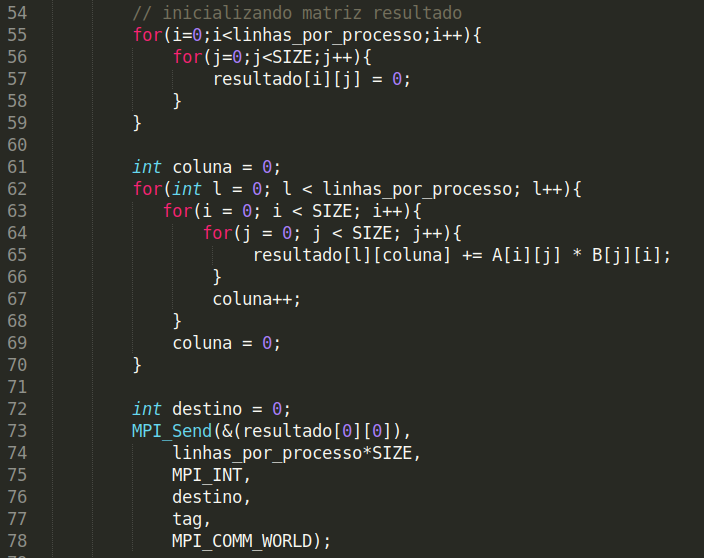 54 // inicializando matriz resultado
55 for(i=0;i<linhas_por_processo;i++){
56 for(j=0;j<SIZE;j++){
57 resultado[i][j] = 0;
58 }
59 }
60
61 int coluna = 0;
62 for(int l = 0; l < linhas_por_processo; l++){
63 for(i = 0; i < SIZE; i++){
64 for(j = 0; j < SIZE; j++){
65 resultado[l][coluna] += A[i][j] * B[j][i];
66 }
67 coluna++;
68 }
69 coluna = 0;
70 }
71
72 int destino = 0;
73 MPI_Send(&(resultado[0][0]),
74 linhas_por_processo*SIZE,
75 MPI_INT,
76 destino,
77 tag,
78 MPI_COMM_WORLD);